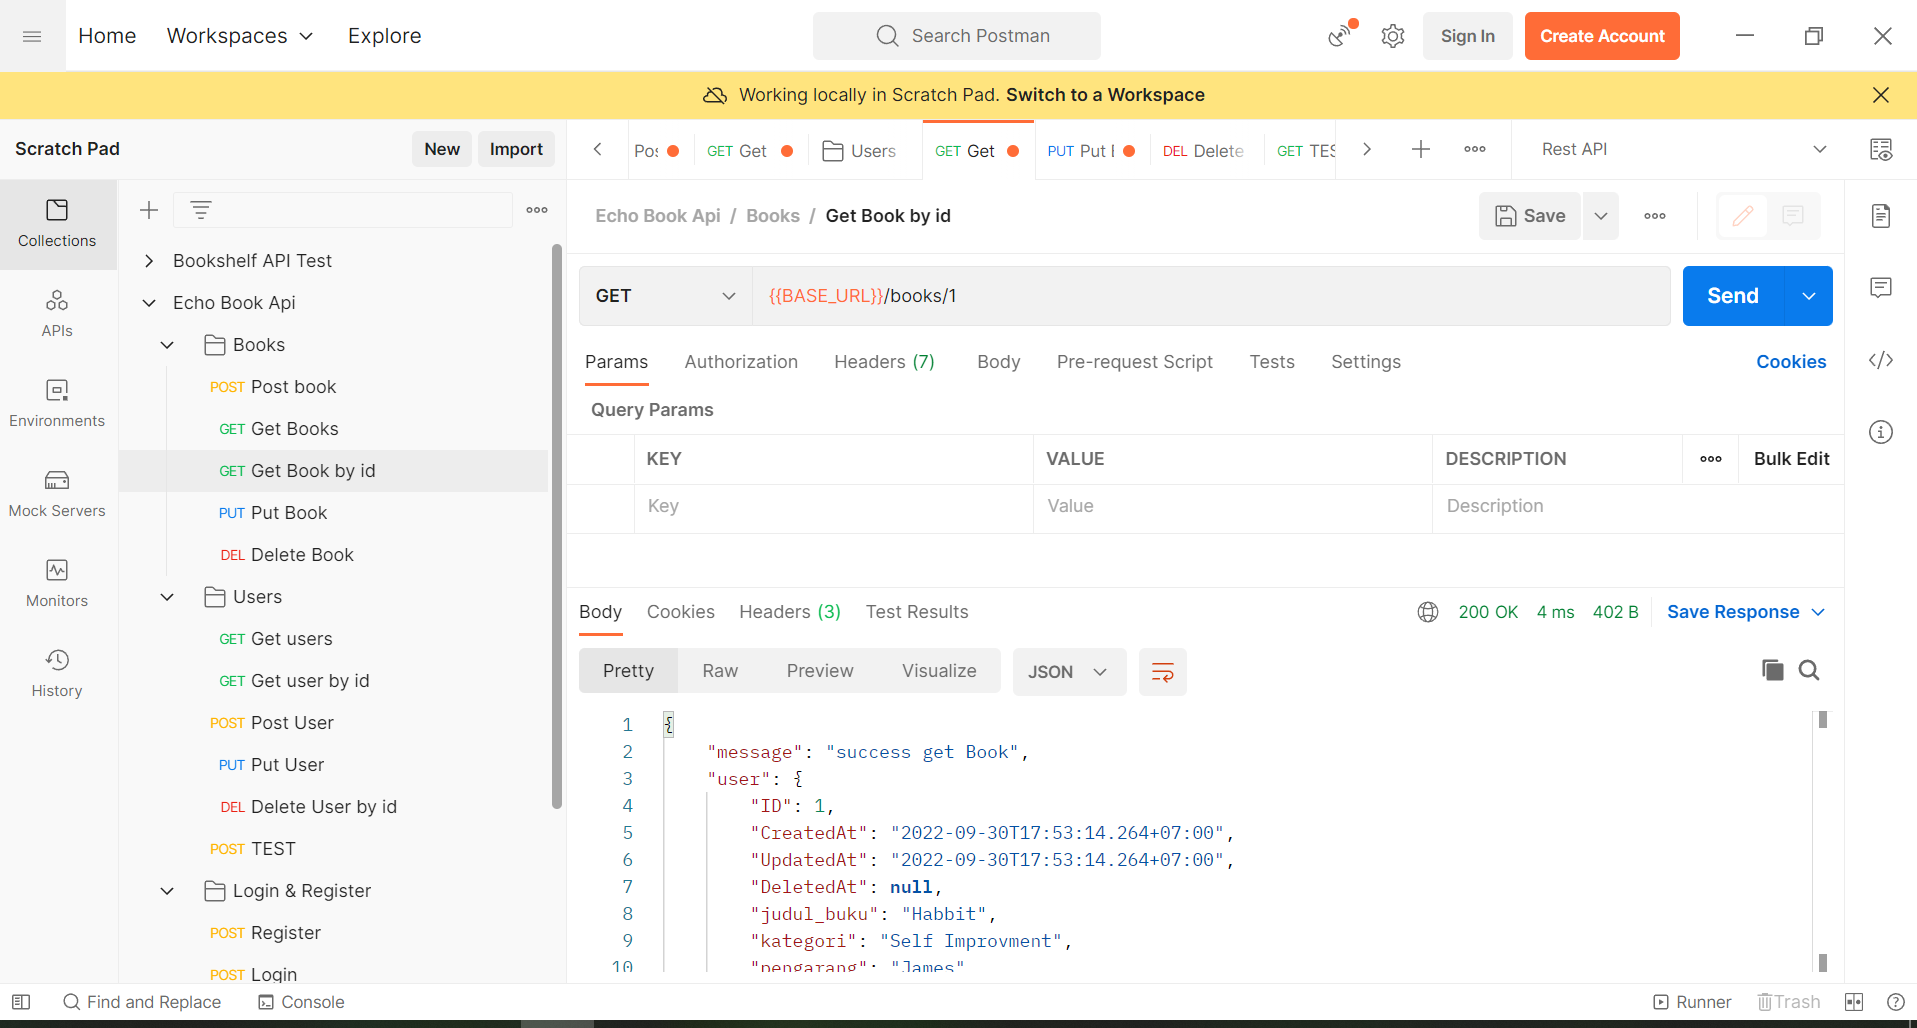 Home Workspaces Explore Search Postman Sign In Create Account
Working locally in Scratch Pad. Switch to a Workspace
Scratch Pad New Import
Pos GET Get Users GET Get PUT Put DEL Delete GET TES Rest API
Collections
APIs
Environments
Mock Servers
Monitors
History
Bookshelf API Test
Echo Book Api
Books
POST Post book
GET Get Books
GET Get Book by id
PUT Put Book
DEL Delete Book
Users
GET Get users
GET Get user by id
POST Post User
PUT Put User
DEL Delete User by id
POST TEST
Login & Register
POST Register
POST Login
Echo Book Api / Books / Get Book by id Save
GET {{BASE_URL}}/books/1 Send
Params Authorization Headers (7) Body Pre-request Script Tests Settings Cookies
Query Params
KEY VALUE DESCRIPTION Bulk Edit
Key Value Description
Body Cookies Headers (3) Test Results 200 OK 4 ms 402 B Save Response
Pretty Raw Preview Visualize JSON
1 {
2 "message": "success get Book",
3 "user": {
4 "ID": 1,
5 "CreatedAt": "2022-09-30T17:53:14.264+07:00",
6 "UpdatedAt": "2022-09-30T17:53:14.264+07:00",
7 "DeletedAt": null,
8 "judul_buku": "Habbit",
9 "kategori": "Self Improvment",
10 "pengarang": "James"
Find and Replace Console Runner Trash